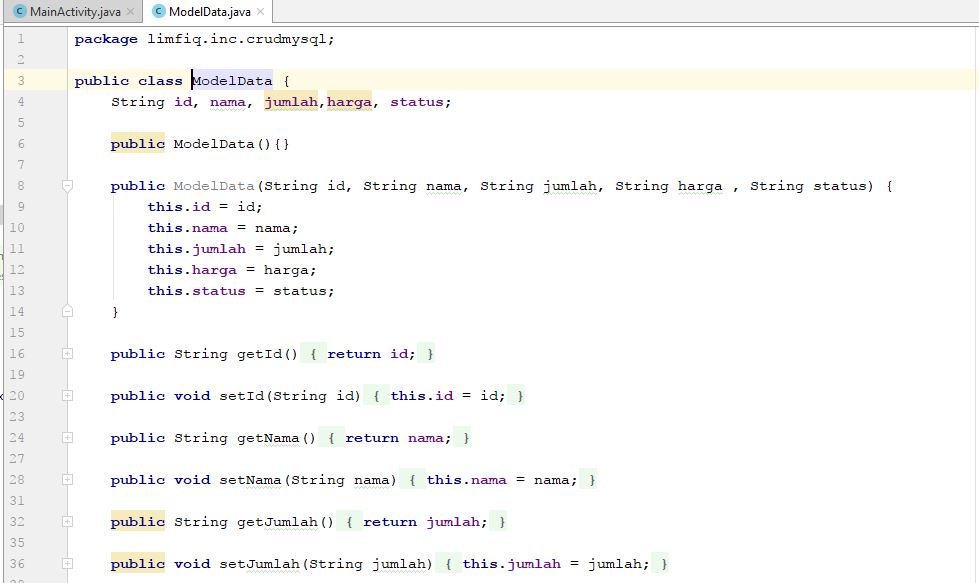 MainActivity.java ModelData.java
1 package limfiq.inc.crudmysql;
2
3 public class ModelData {
4 String id, nama, jumlah,harga, status;
5
6 public ModelData(){}
7
8 public ModelData(String id, String nama, String jumlah, String harga , String status) {
9 this.id = id;
10 this.nama = nama;
11 this.jumlah = jumlah;
12 this.harga = harga;
13 this.status = status;
14 }
15
16 public String getId() { return id; }
19
20 public void setId(String id) { this.id = id; }
23
24 public String getNama() { return nama; }
27
28 public void setNama(String nama) { this.nama = nama; }
31
32 public String getJumlah() { return jumlah; }
35
36 public void setJumlah(String jumlah) { this.jumlah = jumlah; }